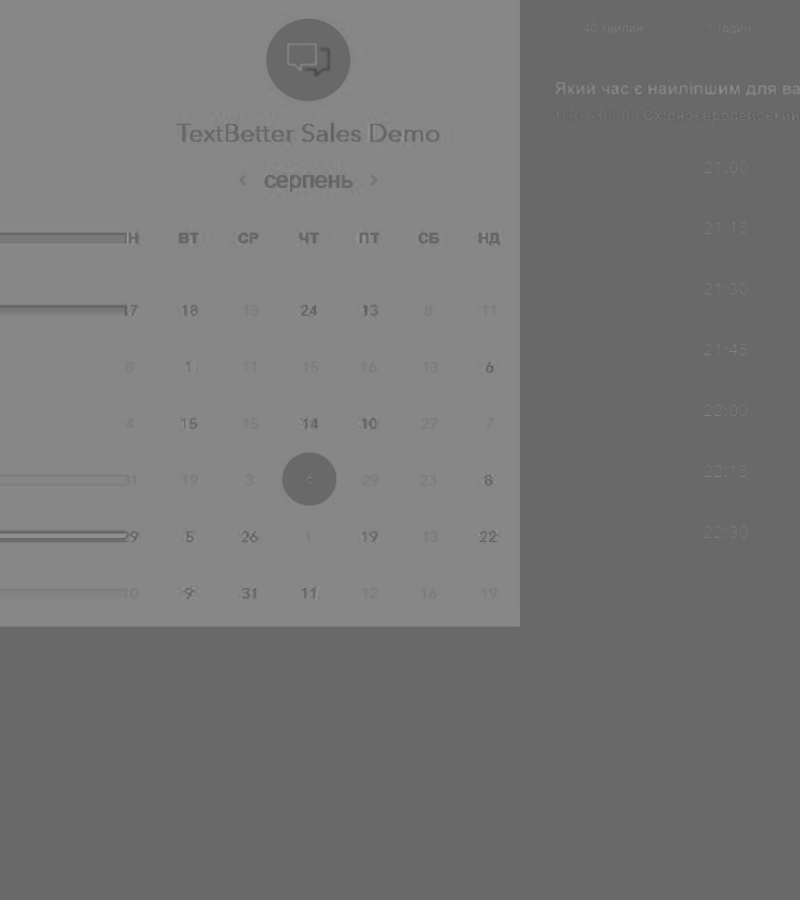 TextBetter Sales Demo
‹ серпень ›
Н ВТ СР ЧТ ПТ СБ НД
17 18 13 24 13 8 11
8 1 11 15 16 13 6
4 15 15 14 10 27 7
31 19 3 6 29 23 8
29 5 26 1 19 13 22
10 9 31 11 12 16 19
40 хвилин 1 годин
Який час є найліпшим для ва
Східноєвропейський
21:00
21:15
21:30
21:45
22:00
22:15
22:30